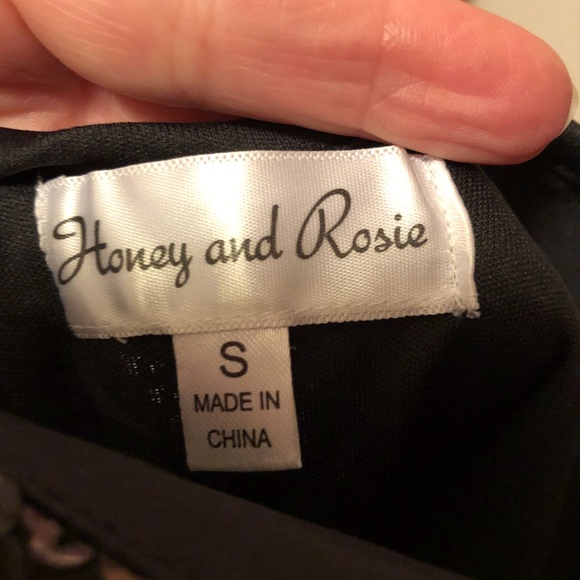 Honey and Rosie
S
MADE IN
CHINA